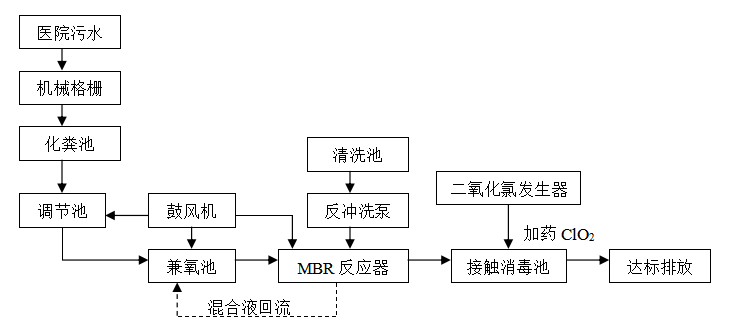 医院污水
机械格栅
化粪池
清洗池
二氧化氯发生器
调节池
鼓风机
反冲洗泵
加药 ClO₂
兼氧池
MBR 反应器
接触消毒池
达标排放
混合液回流